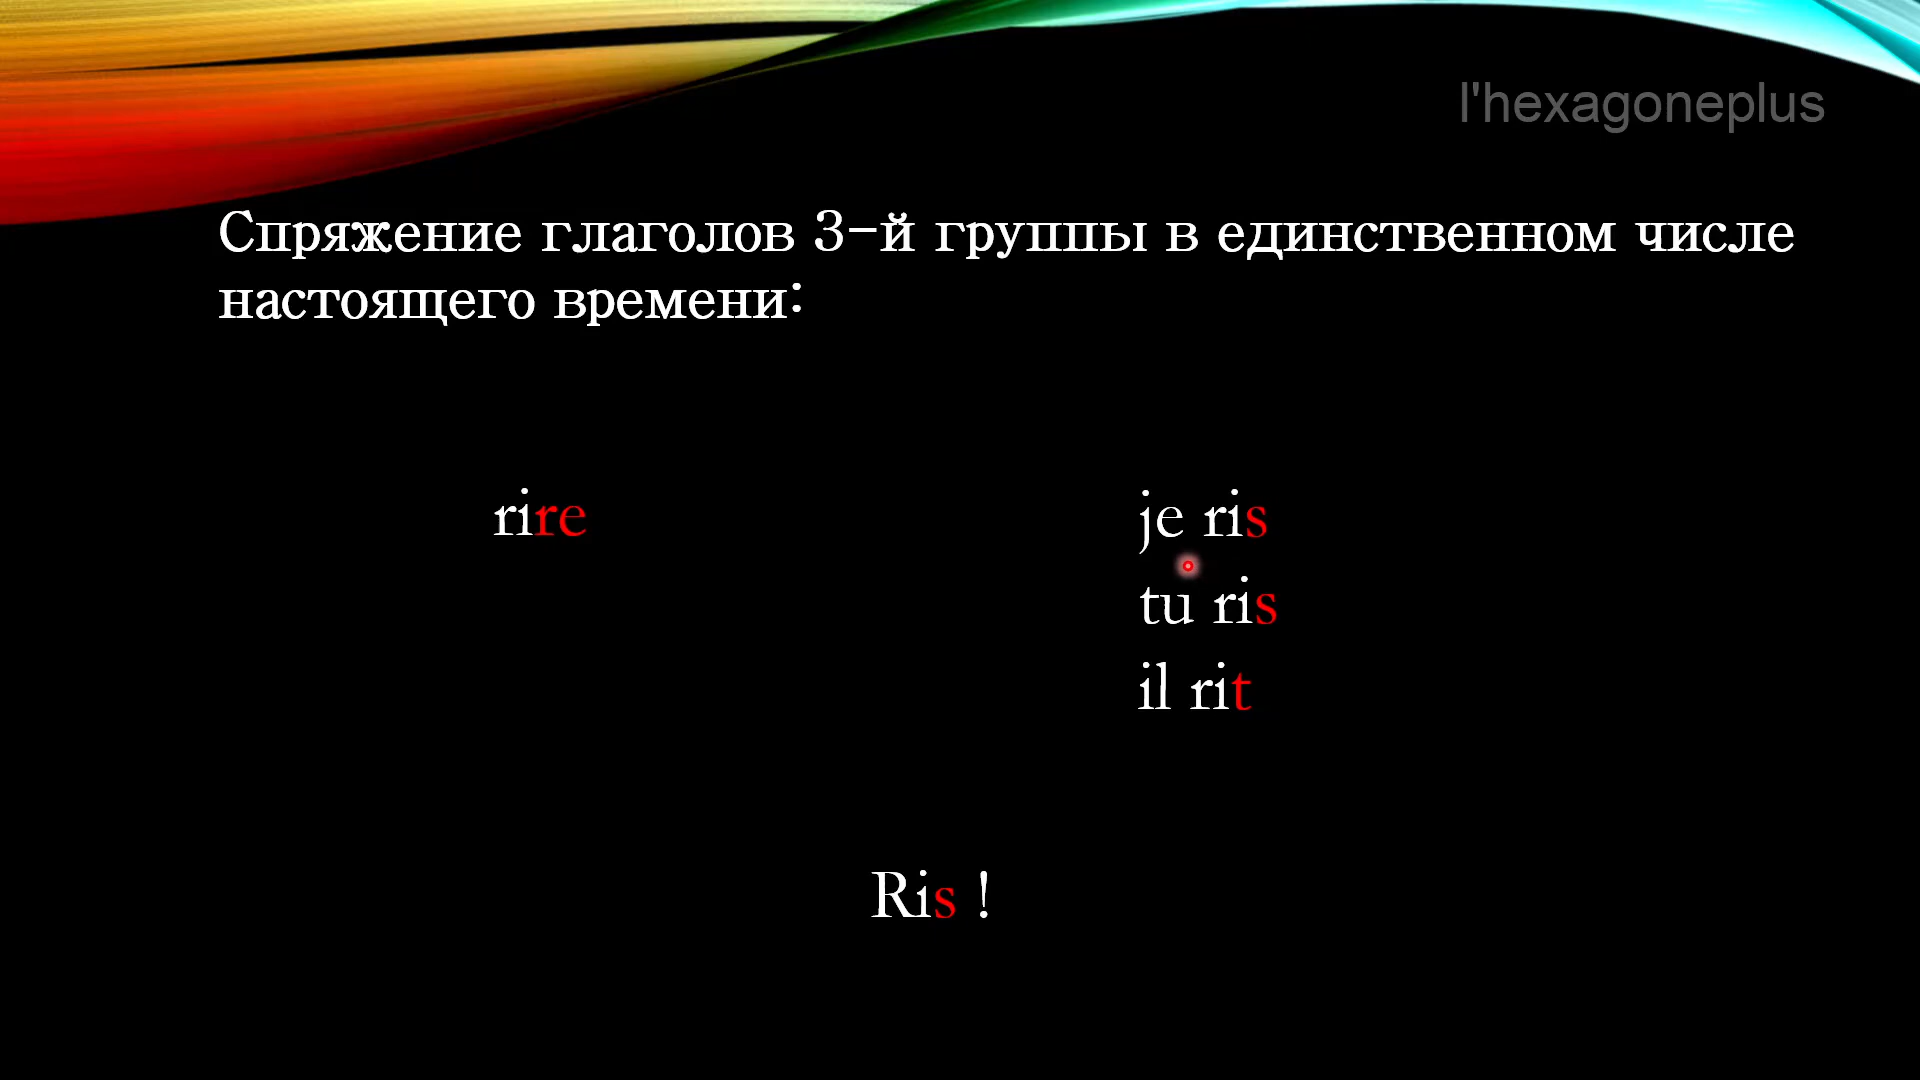 l'hexagoneplus
Спряжение глаголов 3-й группы в единственном числе
настоящего времени:
rire
je ris
tu ris
il rit
Ris !